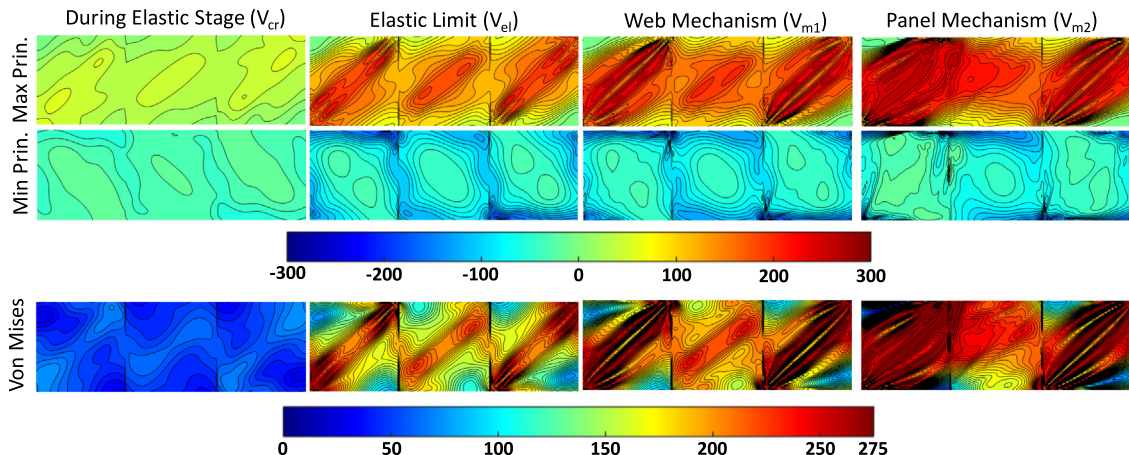 During Elastic Stage (Vcr) Elastic Limit (Vel) Web Mechanism (Vm1) Panel Mechanism (Vm2)
Max Prin.
Min Prin.
-300 -200 -100 0 100 200 300
Von Mises
0 50 100 150 200 250 275